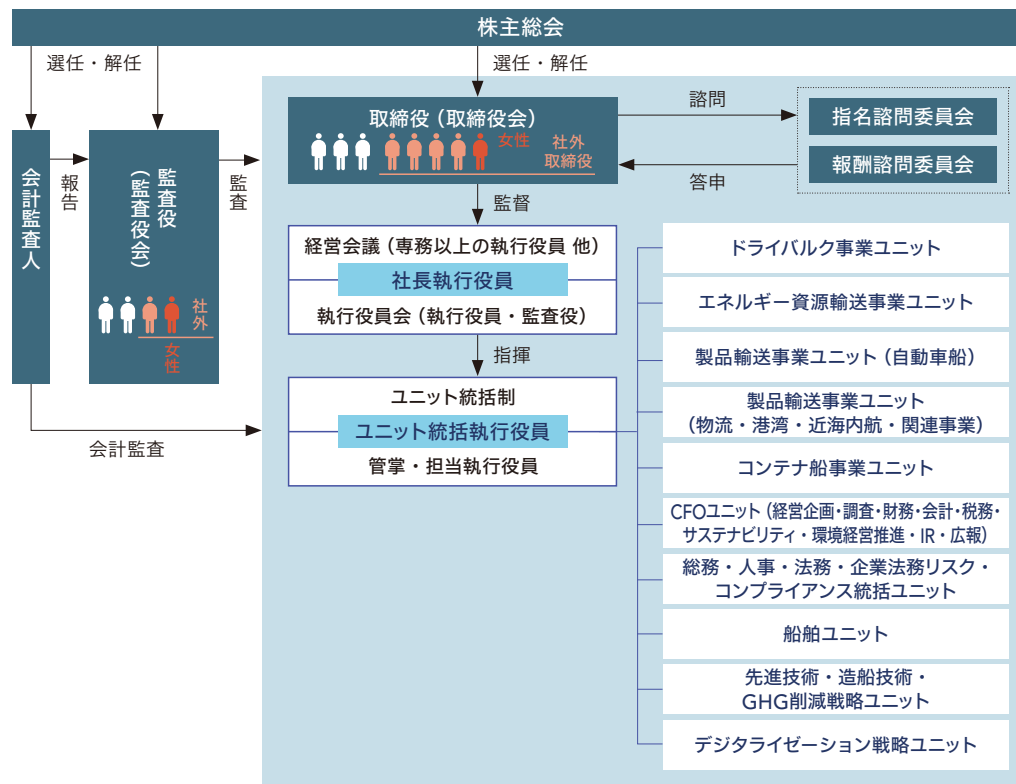 株主総会
選任・解任
選任・解任
取締役（取締役会）
女性
社外
取締役
諮問
答申
指名諮問委員会
報酬諮問委員会
会計監査人
報告
監査役
（監査役会）
社外
女性
監査
監督
経営会議（専務以上の執行役員 他）
社長執行役員
執行役員会（執行役員・監査役）
指揮
ユニット統括制
ユニット統括執行役員
管掌・担当執行役員
会計監査
ドライバルク事業ユニット
エネルギー資源輸送事業ユニット
製品輸送事業ユニット（自動車船）
製品輸送事業ユニット
（物流・港湾・近海内航・関連事業）
コンテナ船事業ユニット
CFOユニット（経営企画・調査・財務・会計・税務・
サステナビリティ・環境経営推進・IR・広報）
総務・人事・法務・企業法務リスク・
コンプライアンス統括ユニット
船舶ユニット
先進技術・造船技術・
GHG削減戦略ユニット
デジタライゼーション戦略ユニット